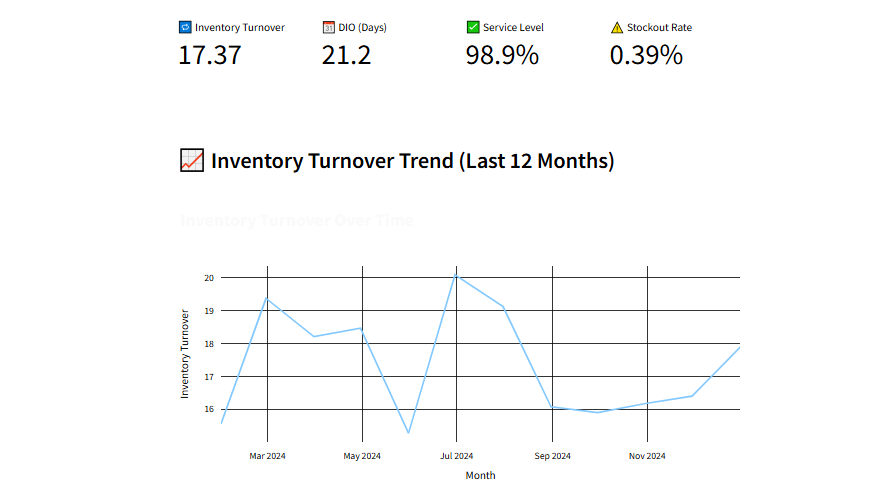 Inventory Turnover
DIO (Days)
Service Level
Stockout Rate
17.37
21.2
98.9%
0.39%
Inventory Turnover Trend (Last 12 Months)
Inventory Turnover Over Time
20
19
18
17
16
Inventory Turnover
Mar 2024
May 2024
Jul 2024
Sep 2024
Nov 2024
Month